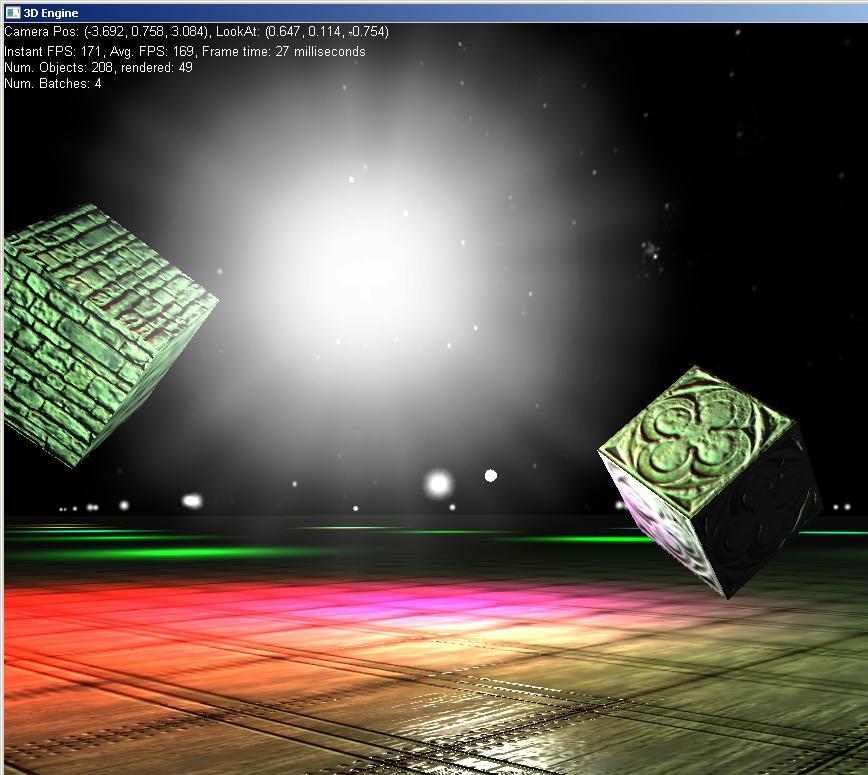 3D Engine
Camera Pos: (-3.692, 0.758, 3.084), LookAt: (0.647, 0.114, -0.754)
Instant FPS: 171, Avg. FPS: 169, Frame time: 27 milliseconds
Num. Objects: 208, rendered: 49
Num. Batches: 4